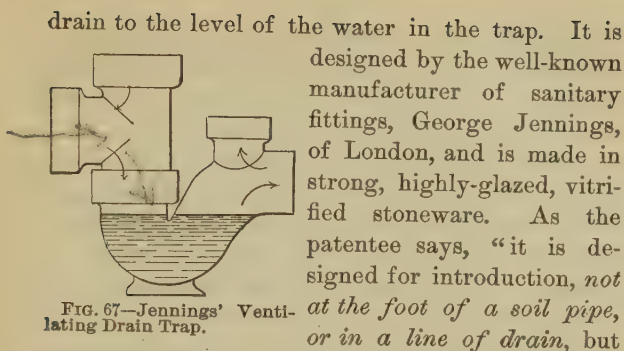 drain to the level of the water in the trap. It is
designed by the well-known
manufacturer of sanitary
fittings, George Jennings,
of London, and is made in
strong, highly-glazed, vitri-
fied stoneware. As the
patentee says, “it is de-
signed for introduction, not
at the foot of a soil pipe,
or in a line of drain, but
FIG. 67—Jennings' Venti-
lating Drain Trap.